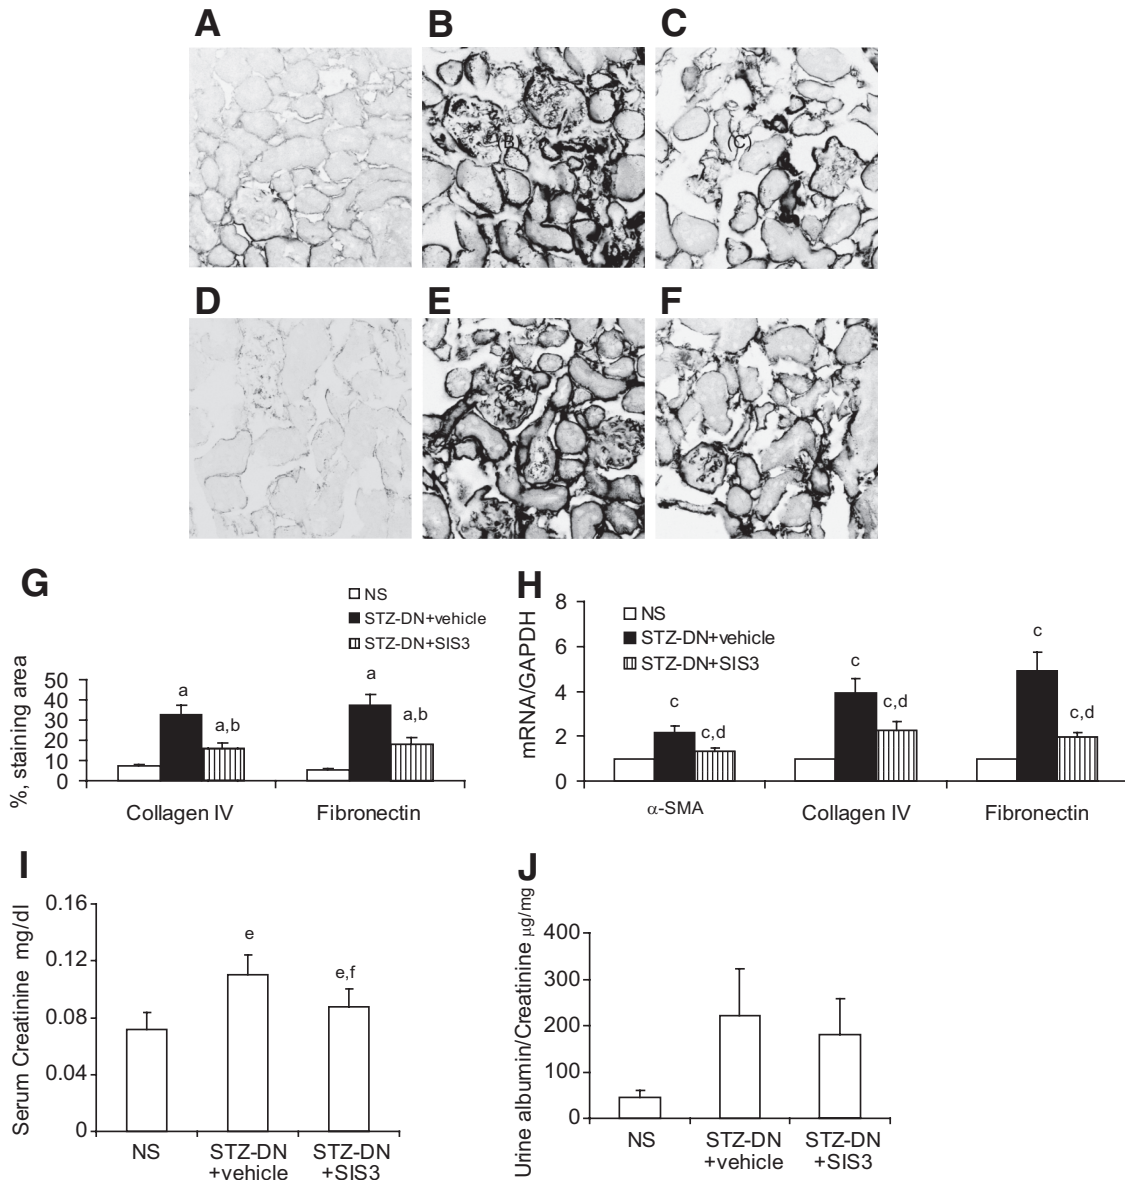 A
B
C
(B)
(C)
D
E
F
G
NS
STZ-DN+vehicle
STZ-DN+SIS3
%, staining area
50
40
30
20
10
0
a
a,b
a
a,b
Collagen IV
Fibronectin
H
NS
STZ-DN+vehicle
STZ-DN+SIS3
mRNA/GAPDH
8
6
4
2
0
c
c,d
c
c,d
c
c,d
α-SMA
Collagen IV
Fibronectin
I
Serum Creatinine mg/dl
0.16
0.12
0.08
0.04
0
e
e,f
NS
STZ-DN
+vehicle
STZ-DN
+SIS3
J
Urine albumin/Creatinine µg/mg
400
300
200
100
0
NS
STZ-DN
+vehicle
STZ-DN
+SIS3